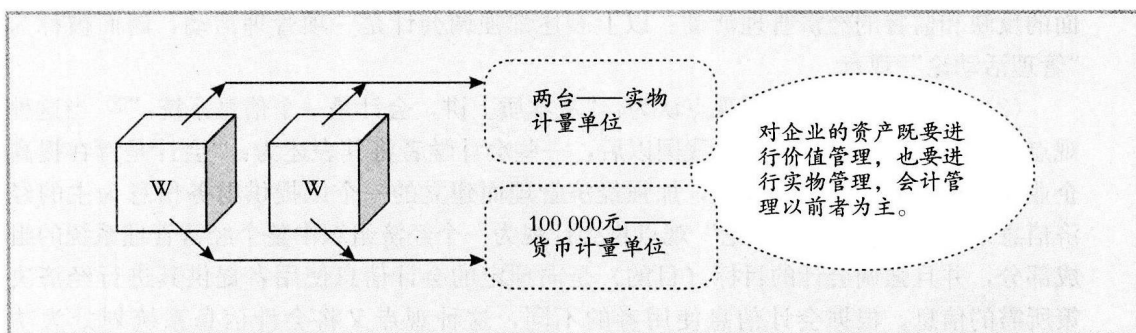 W
W
两台——实物
计量单位
100 000元——
货币计量单位
对企业的资产既要进
行价值管理，也要进
行实物管理，会计管
理以前者为主。